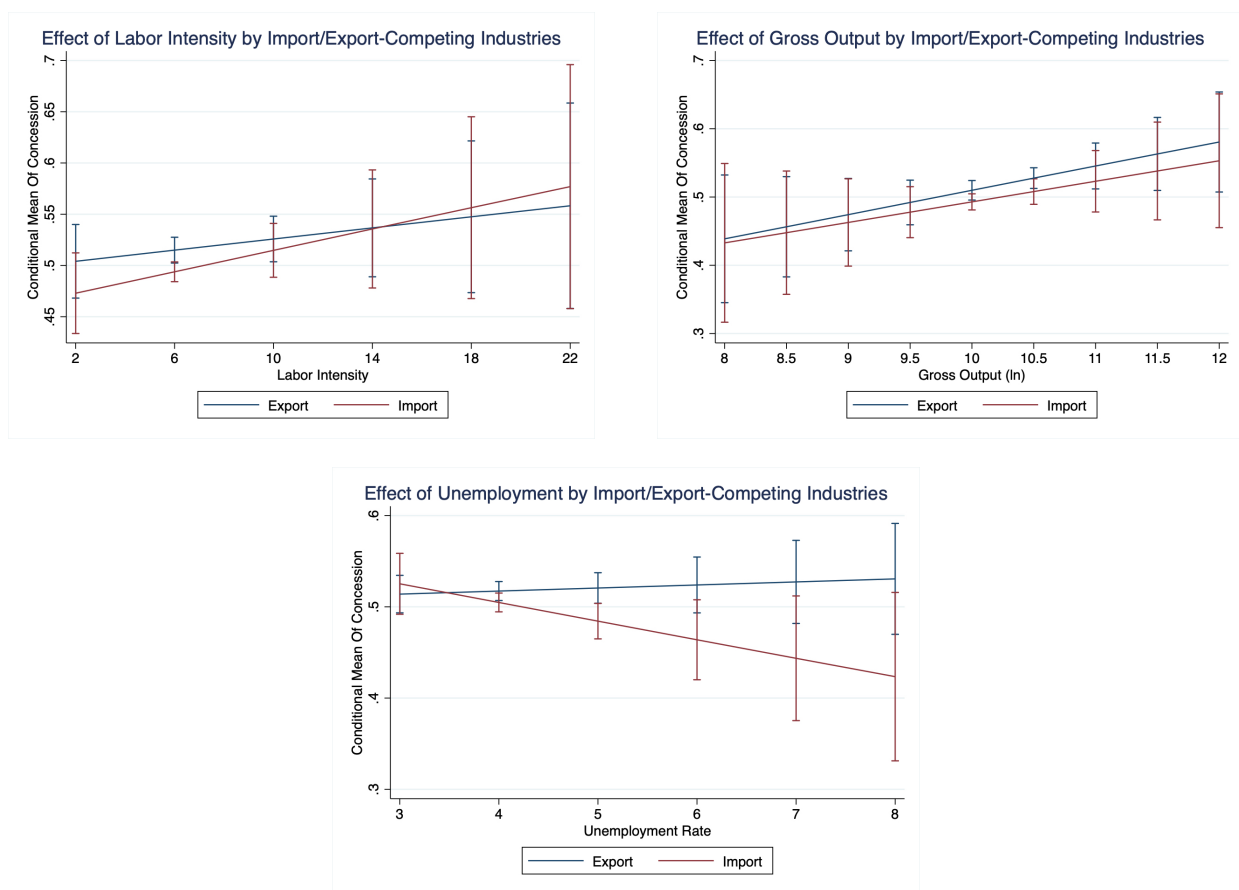 Effect of Labor Intensity by Import/Export-Competing Industries
Conditional Mean Of Concession
.7
.65
.6
.55
.5
.45
2 6 10 14 18 22
Labor Intensity
Export Import
Effect of Gross Output by Import/Export-Competing Industries
Conditional Mean Of Concession
.7
.6
.5
.4
.3
8 8.5 9 9.5 10 10.5 11 11.5 12
Gross Output (ln)
Export Import
Effect of Unemployment by Import/Export-Competing Industries
Conditional Mean Of Concession
.6
.5
.4
.3
3 4 5 6 7 8
Unemployment Rate
Export Import